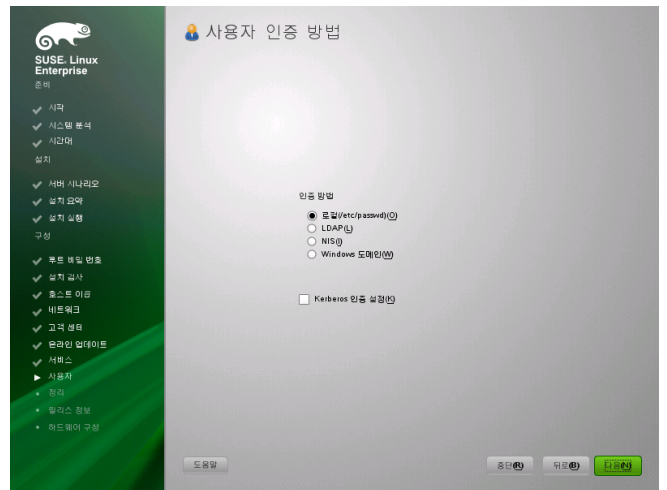 SUSE. Linux
Enterprise
준비
시작
시스템 분석
시간대
설치
서버 시나리오
설치 요약
설치 실행
구성
루트 비밀 번호
설치 검사
호스트 이름
네트워크
고객 센터
온라인 업데이트
서비스
사용자
정리
릴리스 정보
하드웨어 구성
사용자 인증 방법
인증 방법
로컬(/etc/passwd)(O)
LDAP(L)
NIS(I)
Windows 도메인(W)
Kerberos 인증 설정(K)
도움말
중단(R)
뒤로(B)
다음(N)